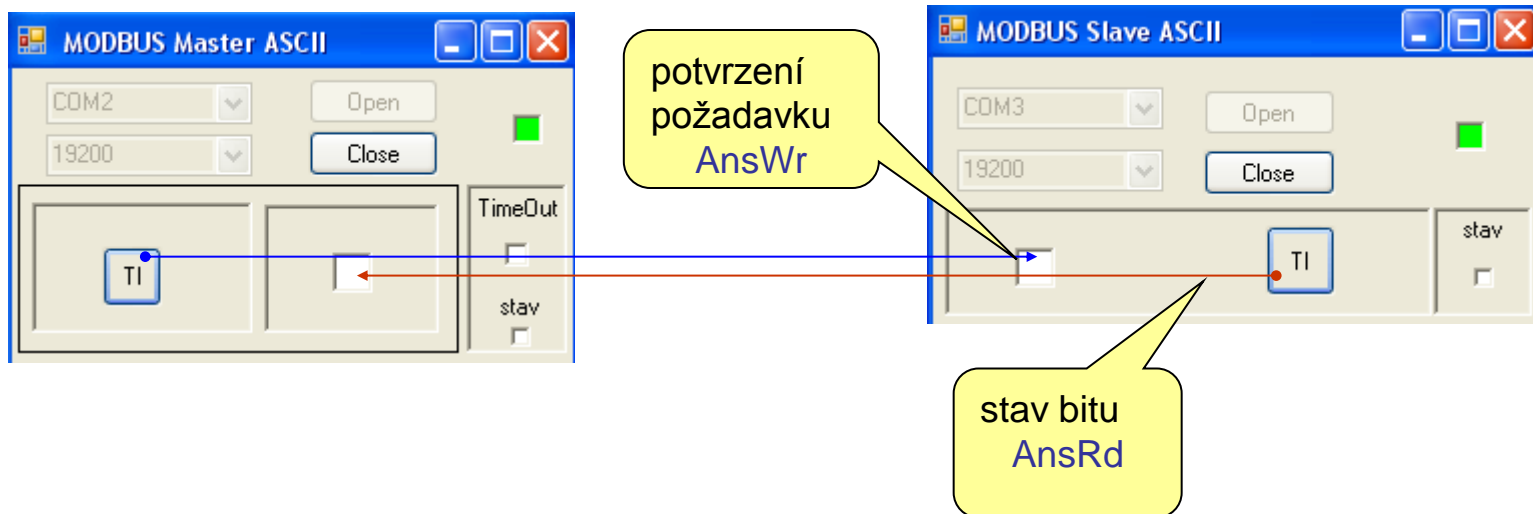 MODBUS Master ASCII
COM2
Open
19200
Close
TI
TimeOut
stav
potvrzení
požadavku
AnsWr
MODBUS Slave ASCII
COM3
Open
19200
Close
TI
stav
stav bitu
AnsRd